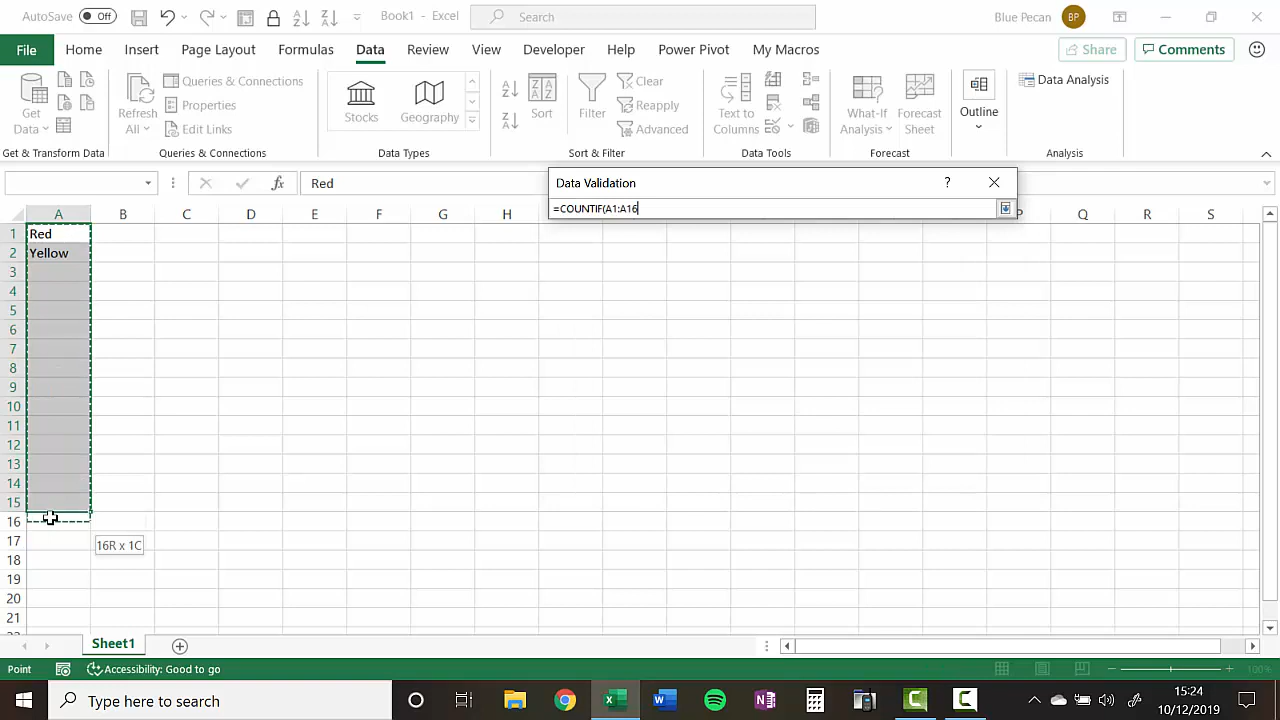 AutoSave Off Book1 - Excel Search Blue Pecan BP
File Home Insert Page Layout Formulas Data Review View Developer Help Power Pivot My Macros Share Comments
Get Data
Refresh All
Queries & Connections
Properties
Edit Links
Stocks
Geography
Sort
Filter
Clear
Reapply
Advanced
Text to Columns
What-If Analysis
Forecast Sheet
Outline
Data Analysis
Get & Transform Data Queries & Connections Data Types Sort & Filter Data Tools Forecast Analysis
fx Red
Data Validation ?
=COUNTIF(A1:A16
A B C D E F G H P Q R S
1 Red
2 Yellow
3
4
5
6
7
8
9
10
11
12
13
14
15
16
17 16R x 1C
18
19
20
21
Sheet1
Point Accessibility: Good to go 100%
Type here to search 15:24
10/12/2019